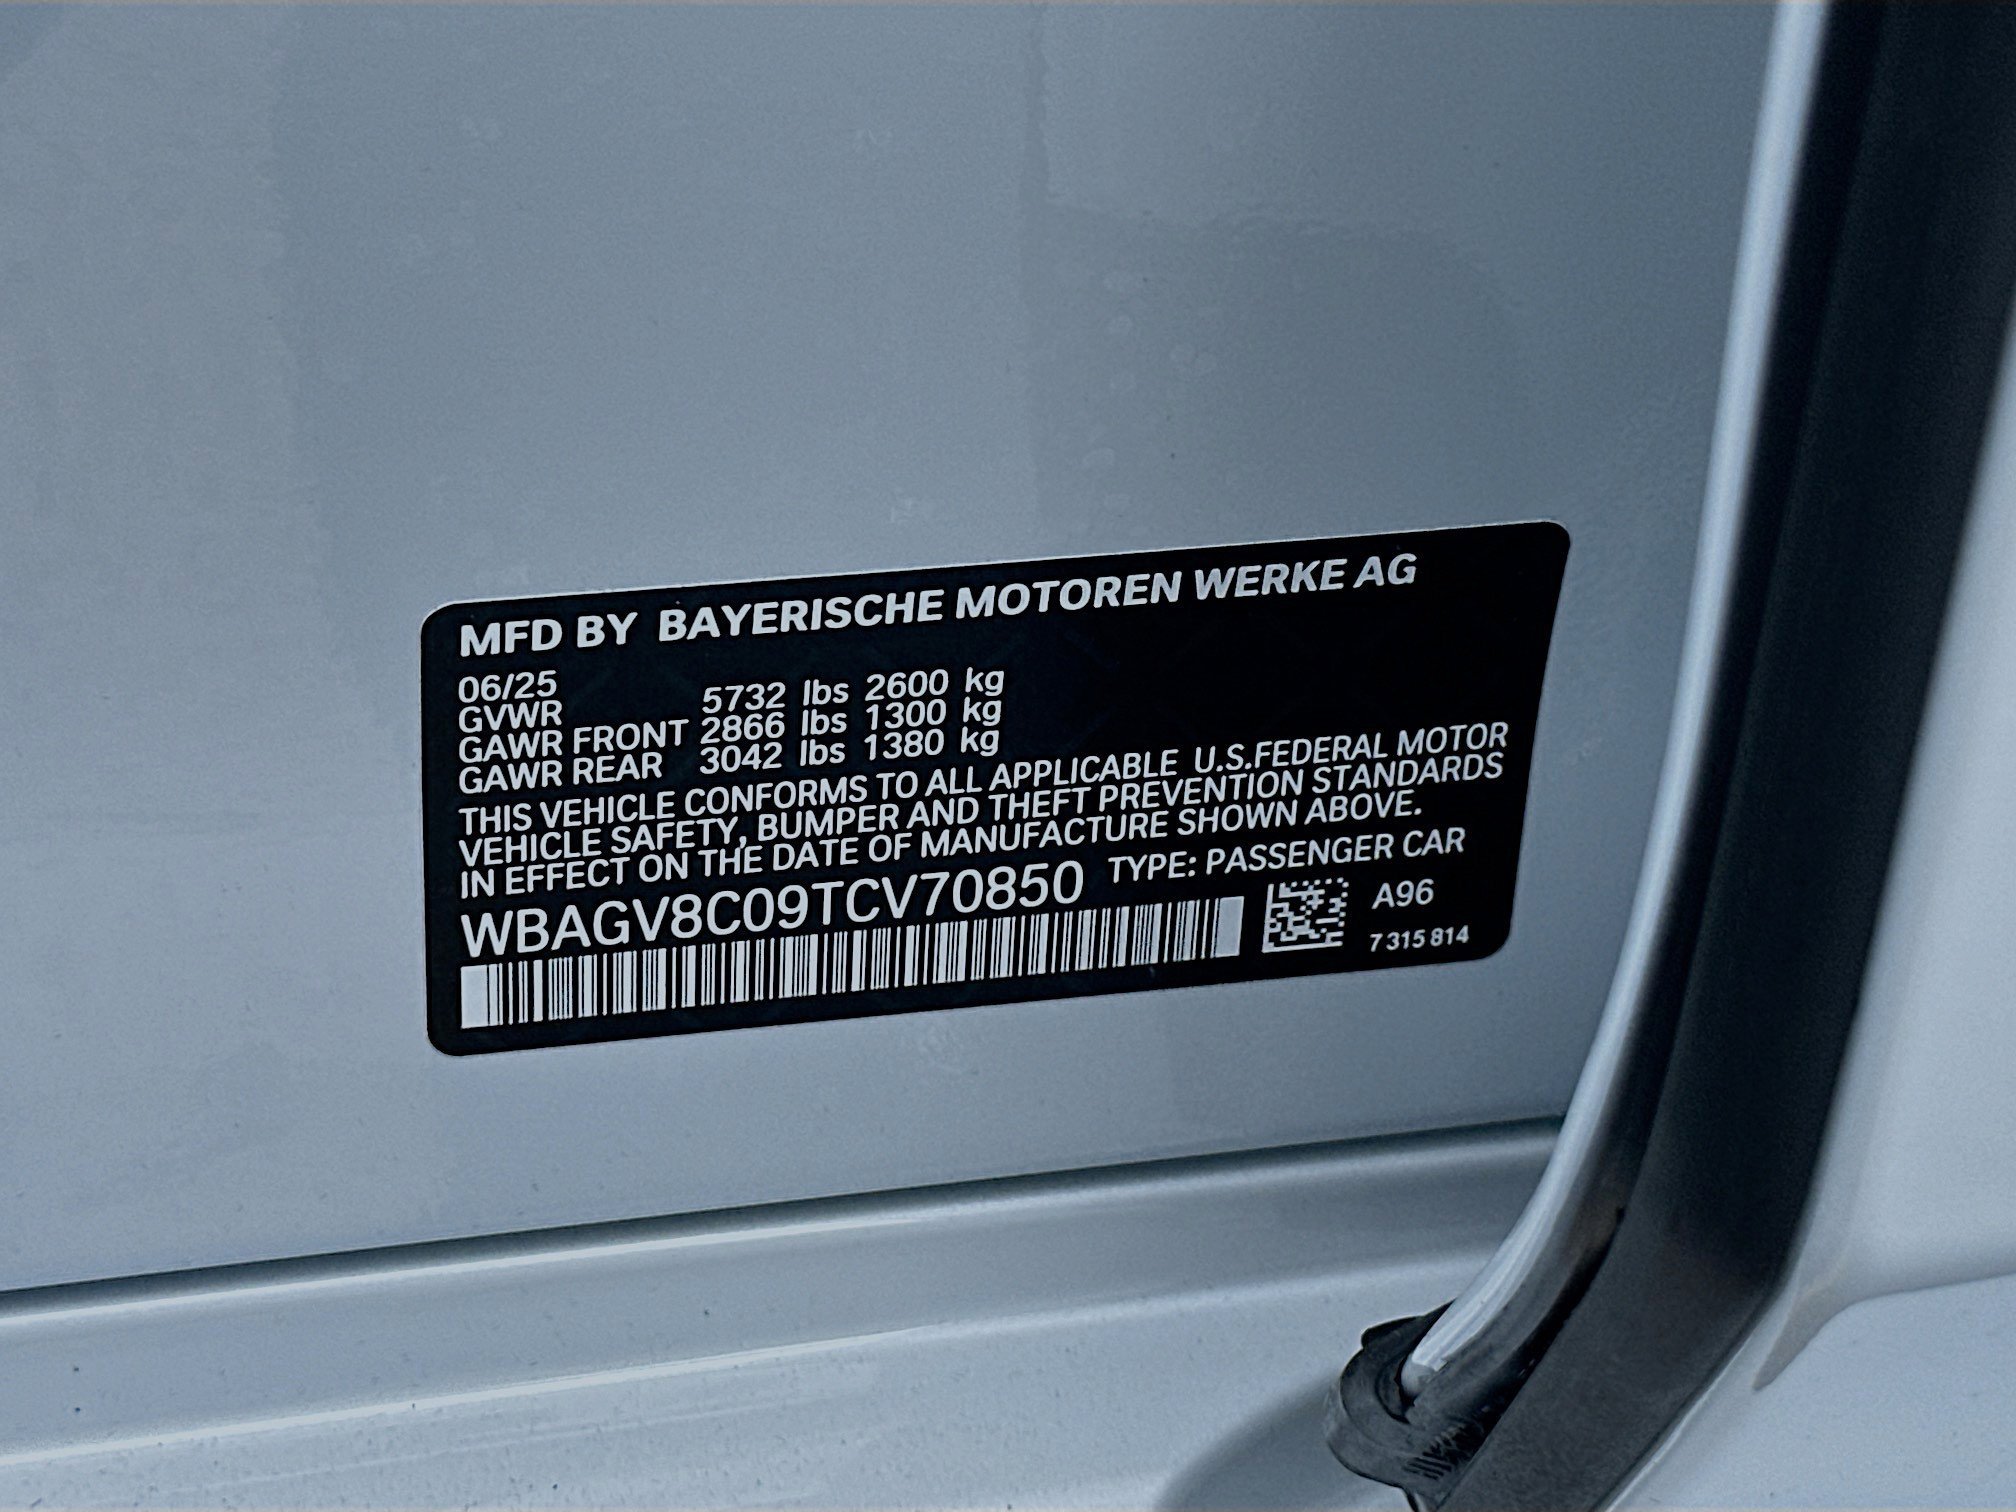 MFD BY BAYERISCHE MOTOREN WERKE AG
06/25
GVWR 5732 lbs 2600 kg
GAWR FRONT 2866 lbs 1300 kg
GAWR REAR 3042 lbs 1380 kg
THIS VEHICLE CONFORMS TO ALL APPLICABLE U.S.FEDERAL MOTOR
VEHICLE SAFETY, BUMPER AND THEFT PREVENTION STANDARDS
IN EFFECT ON THE DATE OF MANUFACTURE SHOWN ABOVE.
WBAGV8C09TCV70850 TYPE: PASSENGER CAR
A96
7 315 814